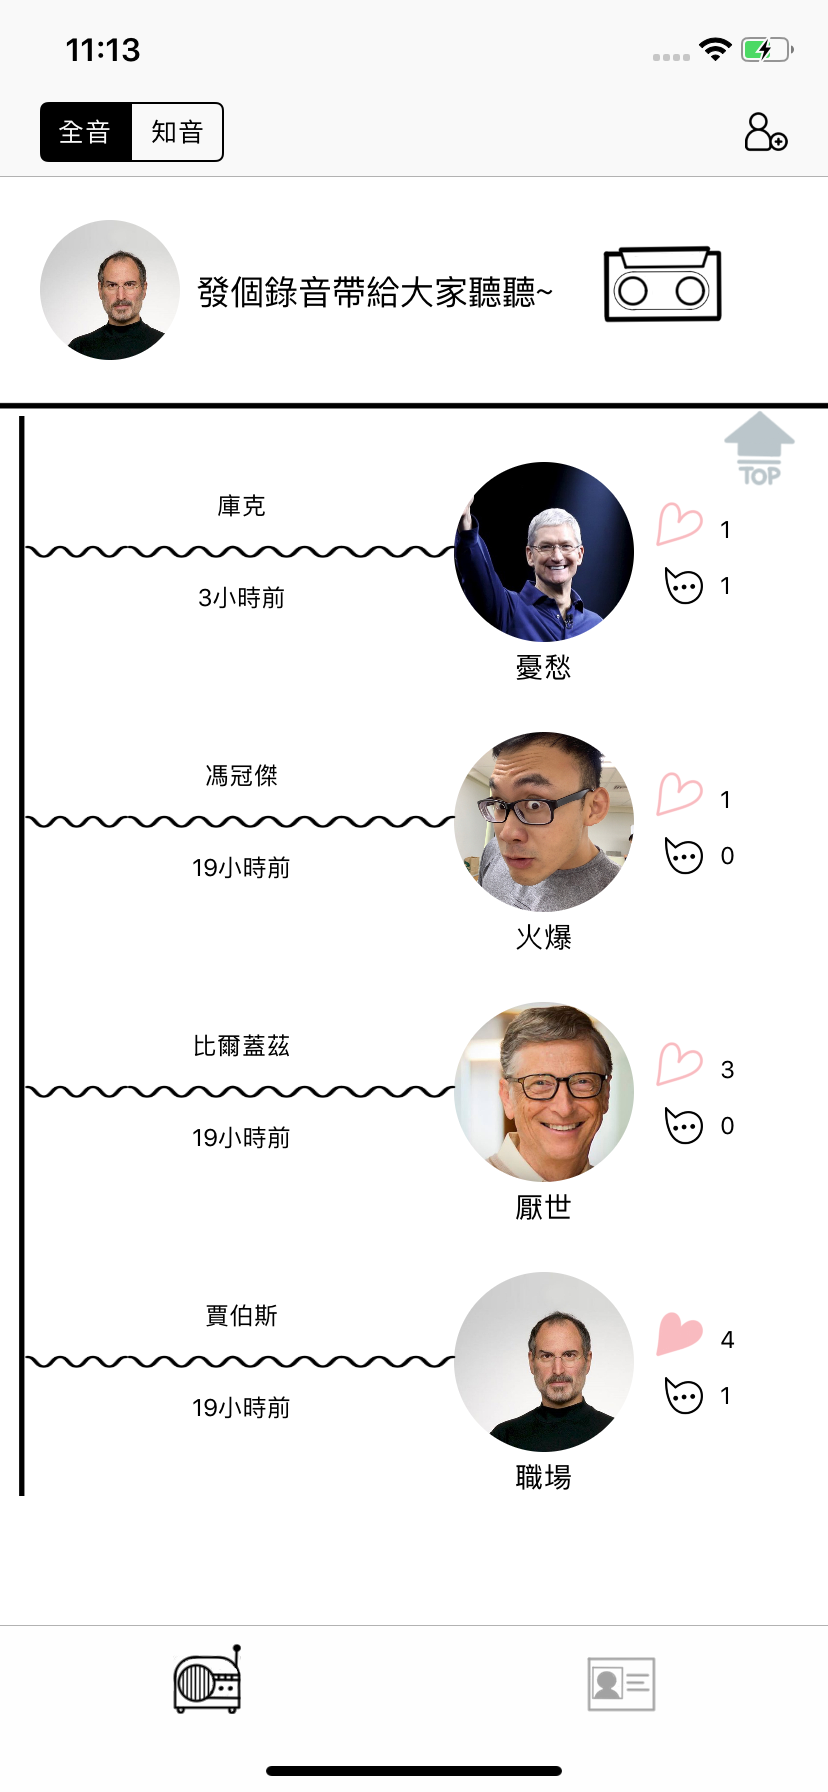 11:13
全音 知音
發個錄音帶給大家聽聽~
TOP
庫克
1
3小時前
1
憂愁
馮冠傑
1
19小時前
0
火爆
比爾蓋茲
3
19小時前
0
厭世
賈伯斯
4
19小時前
1
職場